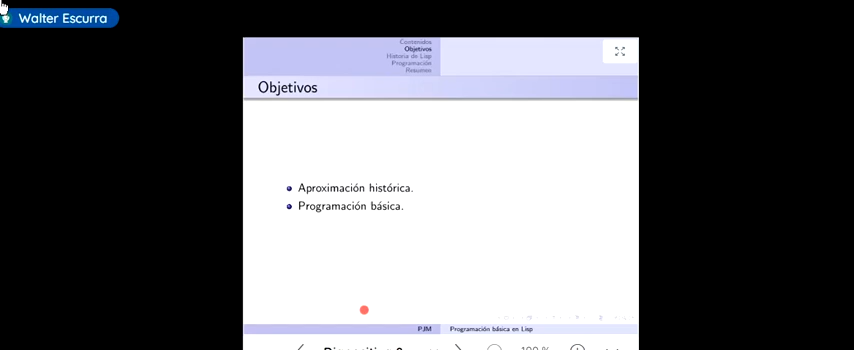 Walter Escurra
Contenidos
Objetivos
Historia de Lisp
Programación
Resumen
Objetivos
Aproximación histórica.
Programación básica.
PJM
Programación básica en Lisp
100 %